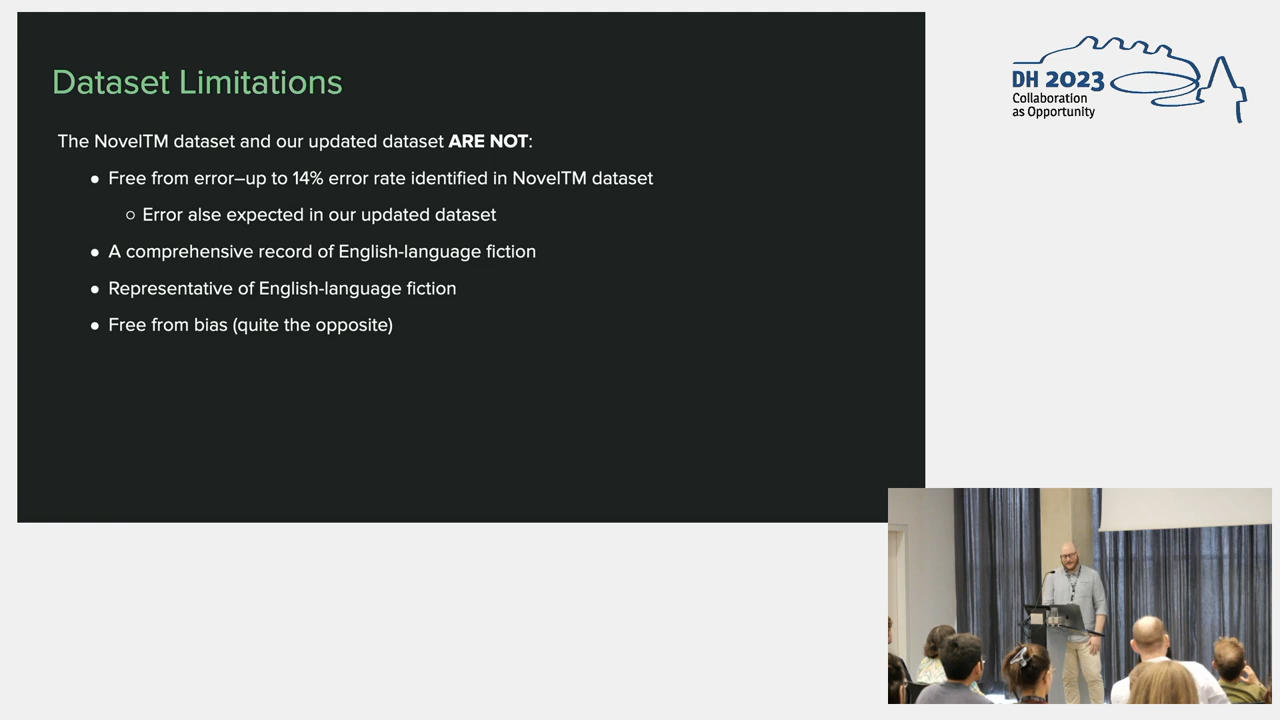 Dataset Limitations
The NovelTM dataset and our updated dataset ARE NOT:
● Free from error–up to 14% error rate identified in NovelTM dataset
○ Error alse expected in our updated dataset
● A comprehensive record of English-language fiction
● Representative of English-language fiction
● Free from bias (quite the opposite)
DH 2023
Collaboration
as Opportunity